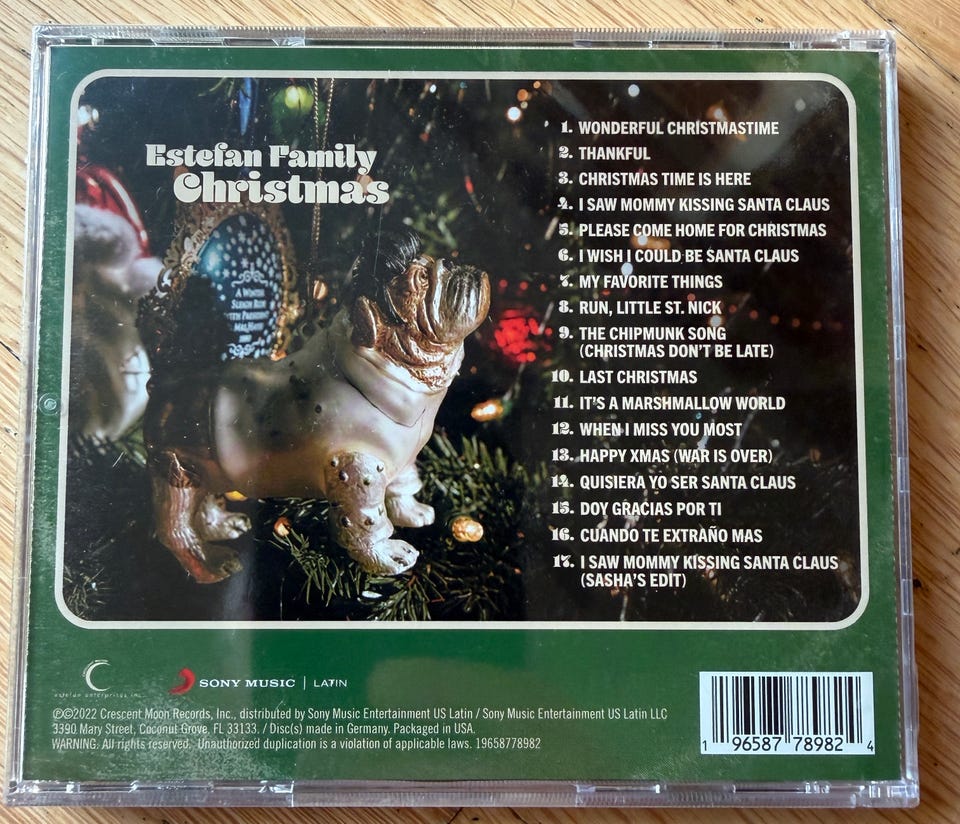 Estefan Family
Christmas
A WINTER
SLEIGH RIDE
WITH PRESIDENT
MRS. HAYES
1. WONDERFUL CHRISTMASTIME
2. THANKFUL
3. CHRISTMAS TIME IS HERE
4. I SAW MOMMY KISSING SANTA CLAUS
5. PLEASE COME HOME FOR CHRISTMAS
6. I WISH I COULD BE SANTA CLAUS
7. MY FAVORITE THINGS
8. RUN, LITTLE ST. NICK
9. THE CHIPMUNK SONG
(CHRISTMAS DON'T BE LATE)
10. LAST CHRISTMAS
11. IT'S A MARSHMALLOW WORLD
12. WHEN I MISS YOU MOST
13. HAPPY XMAS (WAR IS OVER)
14. QUISIERA YO SER SANTA CLAUS
15. DOY GRACIAS POR TI
16. CUANDO TE EXTRAÑO MAS
17. I SAW MOMMY KISSING SANTA CLAUS
(SASHA'S EDIT)
estefan enterprises inc.
SONY MUSIC | LATIN
℗©2022 Crescent Moon Records, Inc., distributed by Sony Music Entertainment US Latin / Sony Music Entertainment US Latin LLC
3390 Mary Street, Coconut Grove, FL 33133. / Disc(s) made in Germany. Packaged in USA.
WARNING. All rights reserved. Unauthorized duplication is a violation of applicable laws. 19658778982
1 96587 78982 4